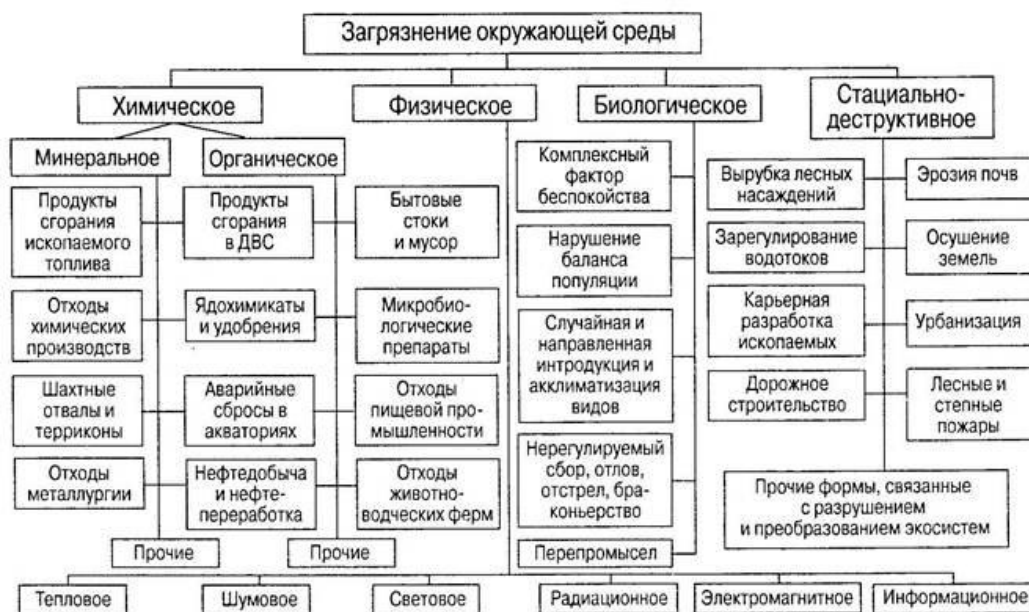 Загрязнение окружающей среды
Химическое
Физическое
Биологическое
Стациально-
деструктивное
Минеральное
Органическое
Продукты
сгорания
ископаемого
топлива
Отходы
химических
производств
Шахтные
отвалы и
терриконы
Отходы
металлургии
Прочие
Продукты
сгорания
в ДВС
Ядохимикаты
и удобрения
Аварийные
сбросы в
акваториях
Нефтедобыча
и нефте-
переработка
Прочие
Бытовые
стоки
и мусор
Микробио-
логические
препараты
Отходы
пищевой про-
мышленности
Отходы
животно-
водческих ферм
Комплексный
фактор
беспокойства
Нарушение
баланса
популяции
Случайная и
направленная
интродукция и
акклиматизация
видов
Нерегулируемый
сбор, отлов,
отстрел, бра-
коньерство
Перепромысел
Вырубка лесных
насаждений
Зарегулирование
водотоков
Карьерная
разработка
ископаемых
Дорожное
строительство
Эрозия почв
Осушение
земель
Урбанизация
Лесные и
степные
пожары
Прочие формы, связанные
с разрушением
и преобразованием экосистем
Тепловое
Шумовое
Световое
Радиационное
Электромагнитное
Информационное